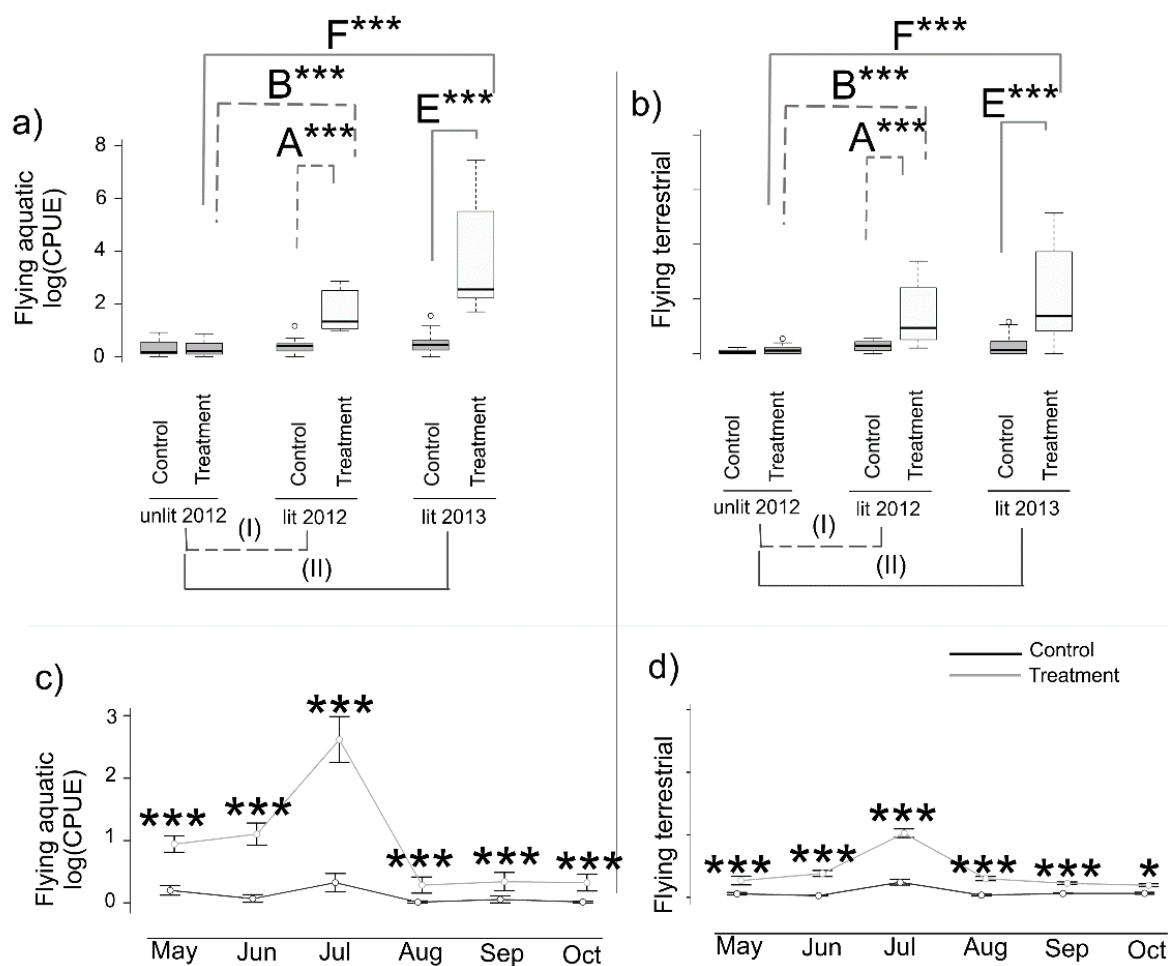 a)
F***
B***
A***
E***
Flying aquatic
log(CPUE)
8
6
4
2
0
Control
Treatment
Control
Treatment
Control
Treatment
unlit 2012
lit 2012
lit 2013
(I)
(II)
b)
F***
B***
A***
E***
Flying terrestrial
Control
Treatment
Control
Treatment
Control
Treatment
unlit 2012
lit 2012
lit 2013
(I)
(II)
c)
Flying aquatic
log(CPUE)
3
2
1
0
*** *** *** *** *** ***
May Jun Jul Aug Sep Oct
d)
Control
Treatment
Flying terrestrial
*** *** *** *** *** *
May Jun Jul Aug Sep Oct